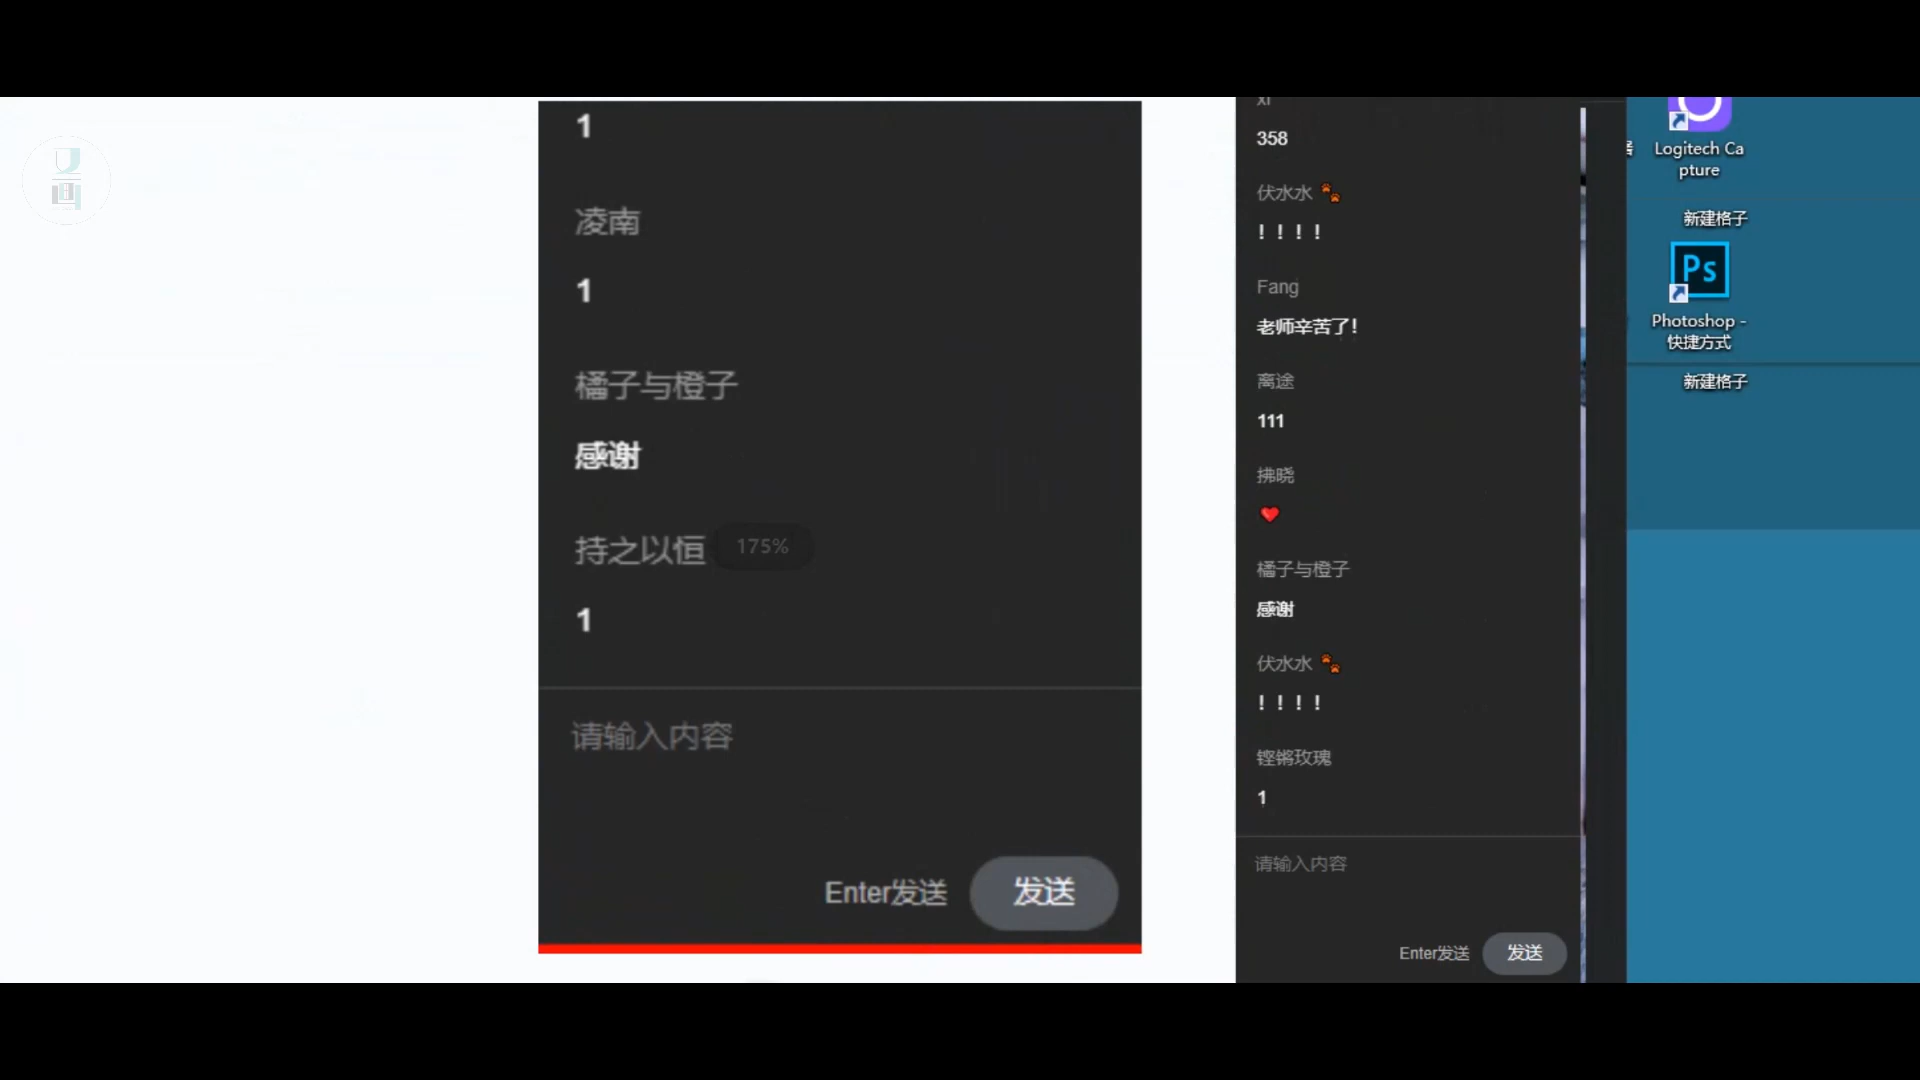 1
凌南
1
橘子与橙子
感谢
持之以恒
175%
1
请输入内容
Enter发送
发送
358
伏水水
！！！！
Fang
老师辛苦了！
离途
111
拂晓
橘子与橙子
感谢
伏水水
！！！！
铿锵玫瑰
1
请输入内容
Enter发送
发送
Logitech Ca
pture
新建格子
Ps
Photoshop -
快捷方式
新建格子